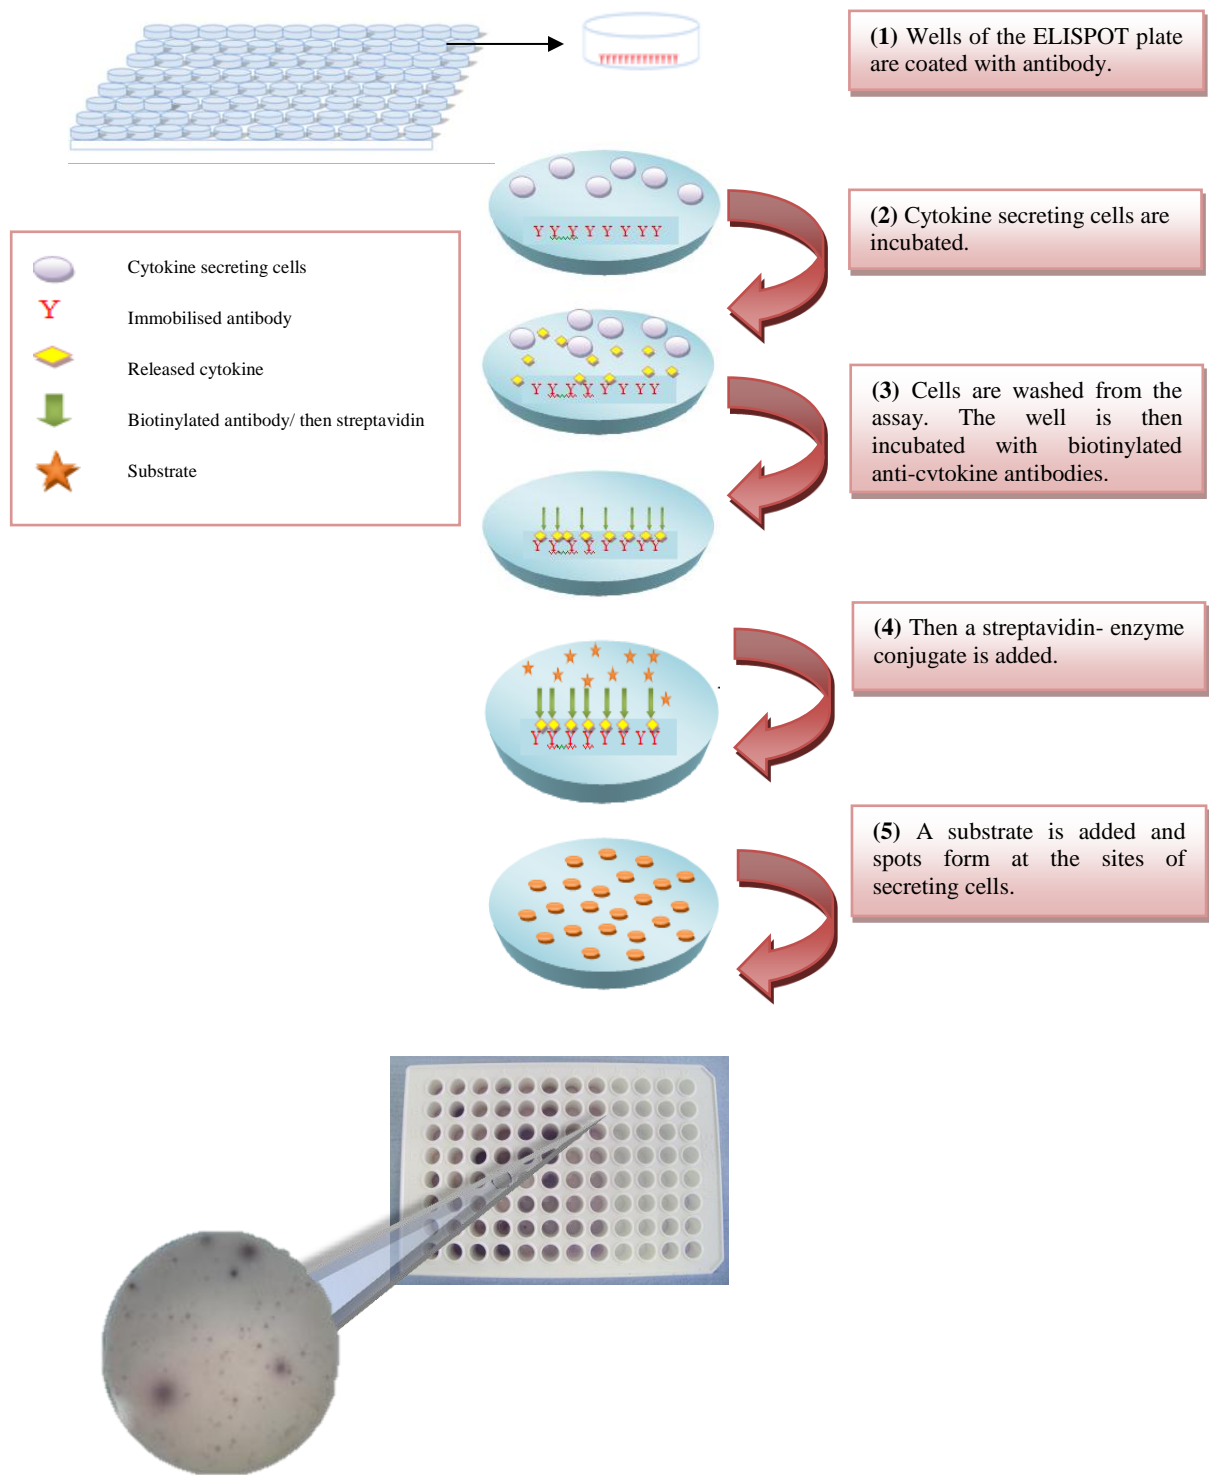 (1) Wells of the ELISPOT plate
are coated with antibody.
(2) Cytokine secreting cells are
incubated.
Cytokine secreting cells
Immobilised antibody
Released cytokine
Biotinylated antibody/ then streptavidin
Substrate
Y Y Y Y Y Y Y Y
Y Y Y Y Y Y Y Y
(3) Cells are washed from the
assay. The well is then
incubated with biotinylated
anti-cytokine antibodies.
Y Y Y Y Y Y Y Y
(4) Then a streptavidin- enzyme
conjugate is added.
Y Y Y Y Y Y Y Y
(5) A substrate is added and
spots form at the sites of
secreting cells.